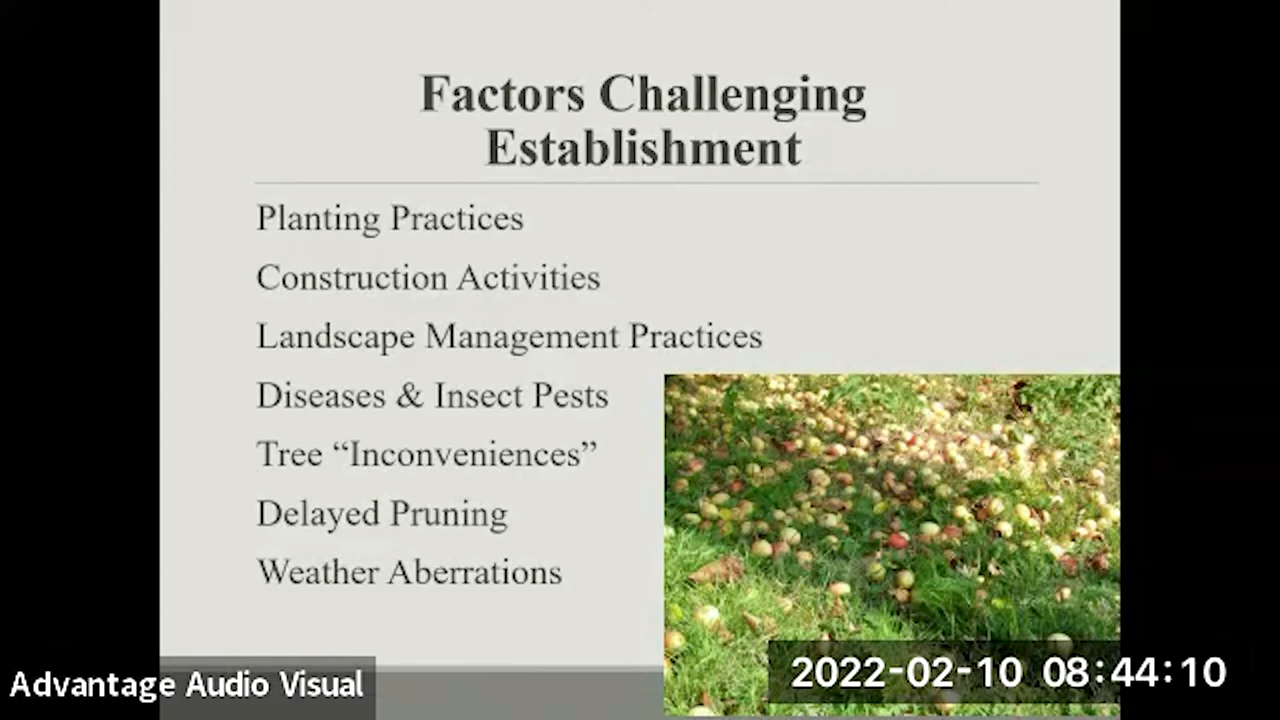 Factors Challenging
Establishment
Planting Practices
Construction Activities
Landscape Management Practices
Diseases & Insect Pests
Tree “Inconveniences”
Delayed Pruning
Weather Aberrations
Advantage Audio Visual
2022-02-10 08:44:10